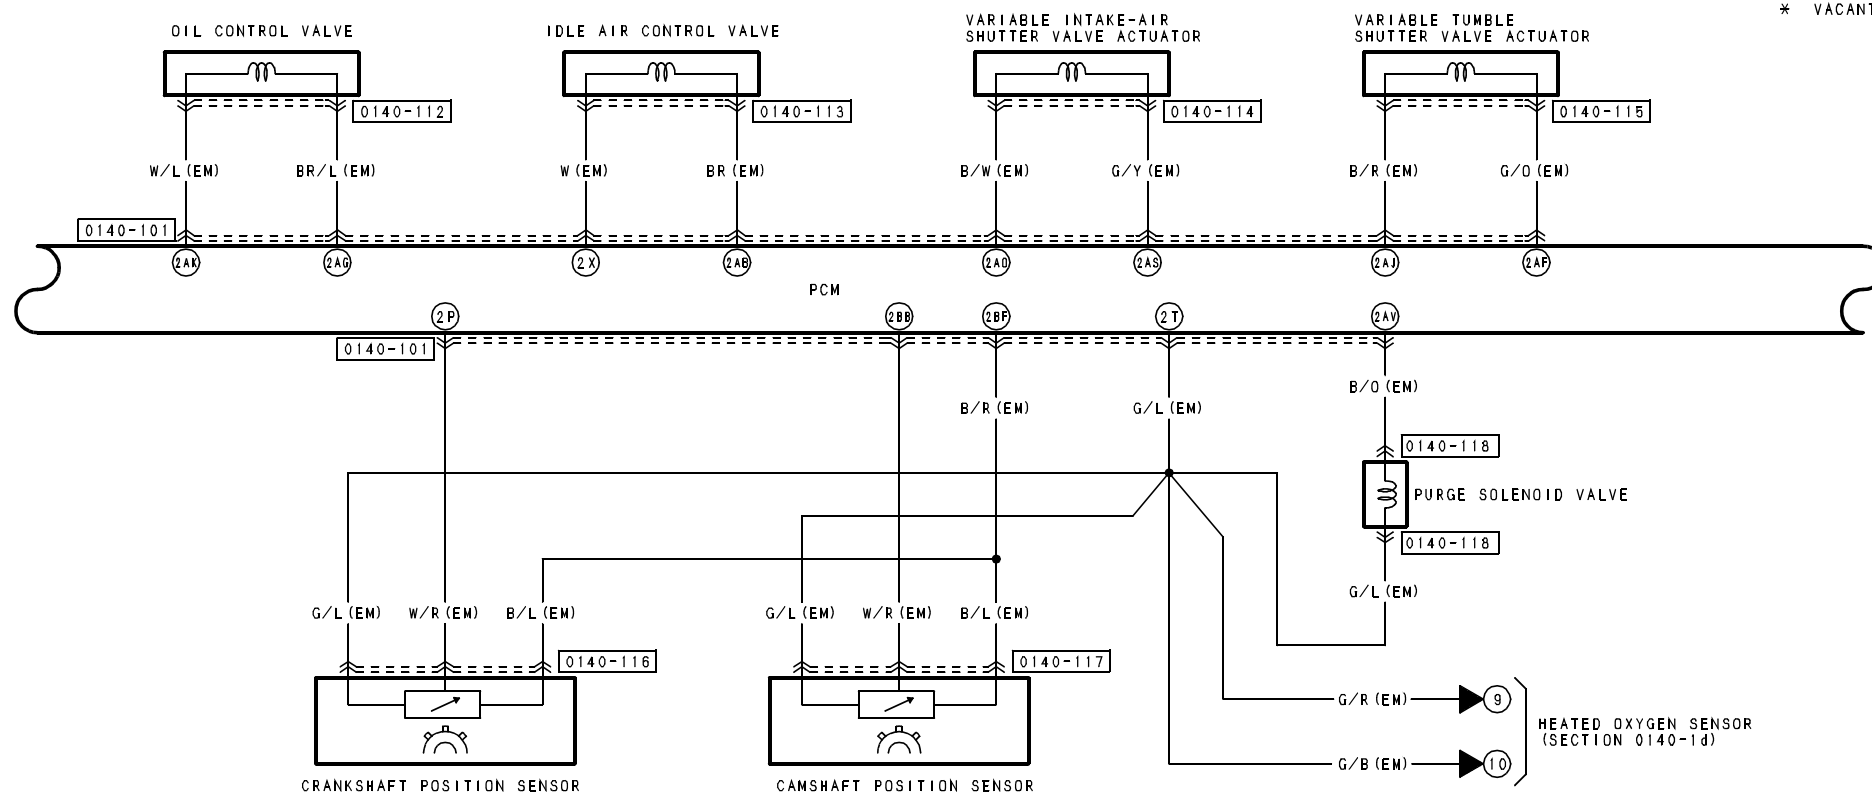 * VACANT
OIL CONTROL VALVE
IDLE AIR CONTROL VALVE
VARIABLE INTAKE-AIR
SHUTTER VALVE ACTUATOR
VARIABLE TUMBLE
SHUTTER VALVE ACTUATOR
0140-112
0140-113
0140-114
0140-115
W/L(EM)
BR/L(EM)
W(EM)
BR(EM)
B/W(EM)
G/Y(EM)
B/R(EM)
G/O(EM)
0140-101
2AK
2AG
2X
2AB
2AO
2AS
2AJ
2AF
PCM
2P
2BB
2BF
2T
2AV
0140-101
B/O(EM)
B/R(EM)
G/L(EM)
0140-118
PURGE SOLENOID VALVE
0140-118
G/L(EM)
G/L(EM)
W/R(EM)
B/L(EM)
G/L(EM)
W/R(EM)
B/L(EM)
0140-116
0140-117
G/R(EM)
9
HEATED OXYGEN SENSOR
(SECTION 0140-1d)
G/B(EM)
10
CRANKSHAFT POSITION SENSOR
CAMSHAFT POSITION SENSOR